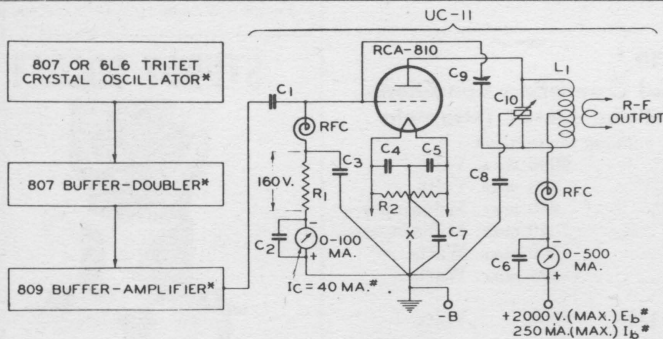 UC-11
807 OR 6L6 TRITET
CRYSTAL OSCILLATOR*
807 BUFFER-DOUBLER*
809 BUFFER-AMPLIFIER*
RCA-810
C1
RFC
160 V.
R1
C2
C3
0-100
MA.
IC = 40 MA.#
C4
C5
R2
X
C7
-B
C9
C10
C8
L1
R-F
OUTPUT
RFC
C6
0-500
MA.
+2000 V.(MAX.) Eb#
250 MA.(MAX.) Ib#